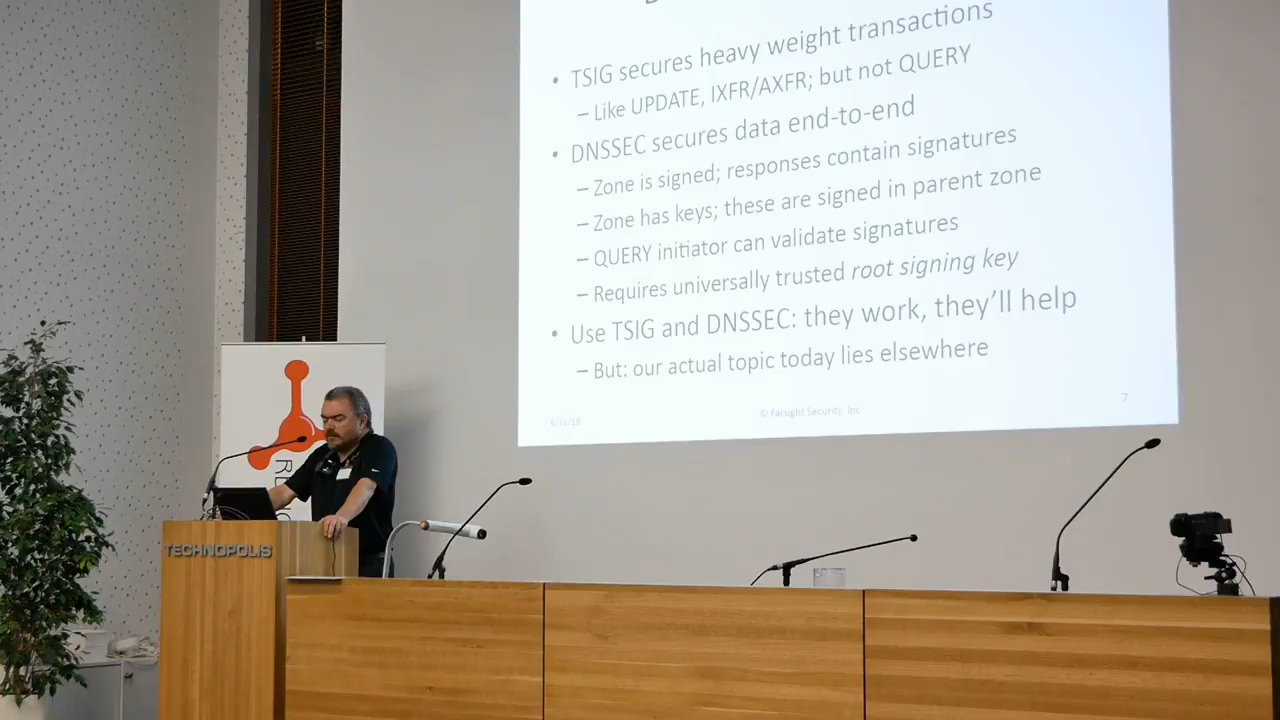 • TSIG secures heavy weight transactions
– Like UPDATE, IXFR/AXFR; but not QUERY
• DNSSEC secures data end-to-end
– Zone is signed; responses contain signatures
– Zone has keys; these are signed in parent zone
– QUERY initiator can validate signatures
– Requires universally trusted root signing key
• Use TSIG and DNSSEC: they work, they’ll help
– But: our actual topic today lies elsewhere
6/11/19
© Farsight Security, Inc
7
TECHNOPOLIS